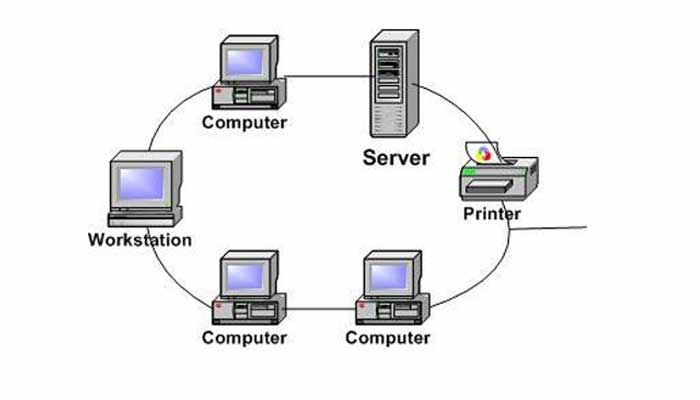 Computer
Server
Printer
Workstation
Computer
Computer